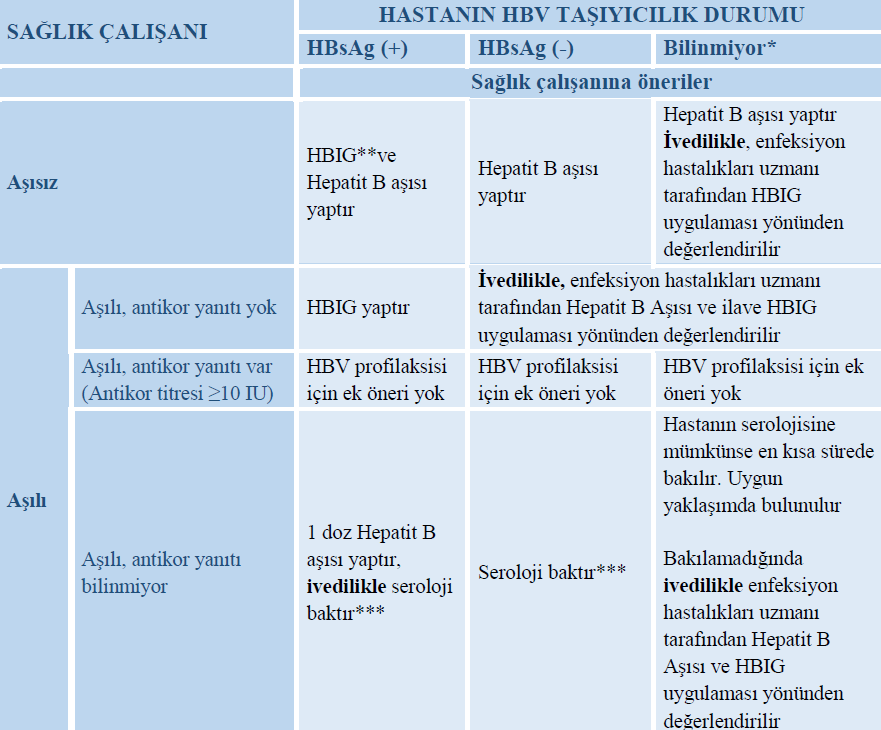 SAĞLIK ÇALIŞANI
HASTANIN HBV TAŞIYICILIK DURUMU
HBsAg (+)
HBsAg (-)
Bilinmiyor*
Sağlık çalışanına öneriler
Aşısız
HBIG**ve
Hepatit B aşısı
yaptır
Hepatit B aşısı
yaptır
Hepatit B aşısı yaptır
İvedilikle, enfeksiyon
hastalıkları uzmanı
tarafından HBIG
uygulaması yönünden
değerlendirilir
Aşılı
Aşılı, antikor yanıtı yok
HBIG yaptır
İvedilikle, enfeksiyon hastalıkları uzmanı
tarafından Hepatit B Aşısı ve ilave HBIG
uygulaması yönünden değerlendirilir
Aşılı, antikor yanıtı var
(Antikor titresi ≥10 IU)
HBV profilaksisi
için ek öneri yok
HBV profilaksisi
için ek öneri yok
HBV profilaksisi için ek
öneri yok
Aşılı, antikor yanıtı
bilinmiyor
1 doz Hepatit B
aşısı yaptır,
ivedilikle seroloji
baktır***
Seroloji baktır***
Hastanın serolojisine
mümkünse en kısa sürede
bakılır. Uygun
yaklaşımda bulunulur
Bakılamadığında
ivedilikle enfeksiyon
hastalıkları uzmanı
tarafından Hepatit B
Aşısı ve HBIG
uygulaması yönünden
değerlendirilir